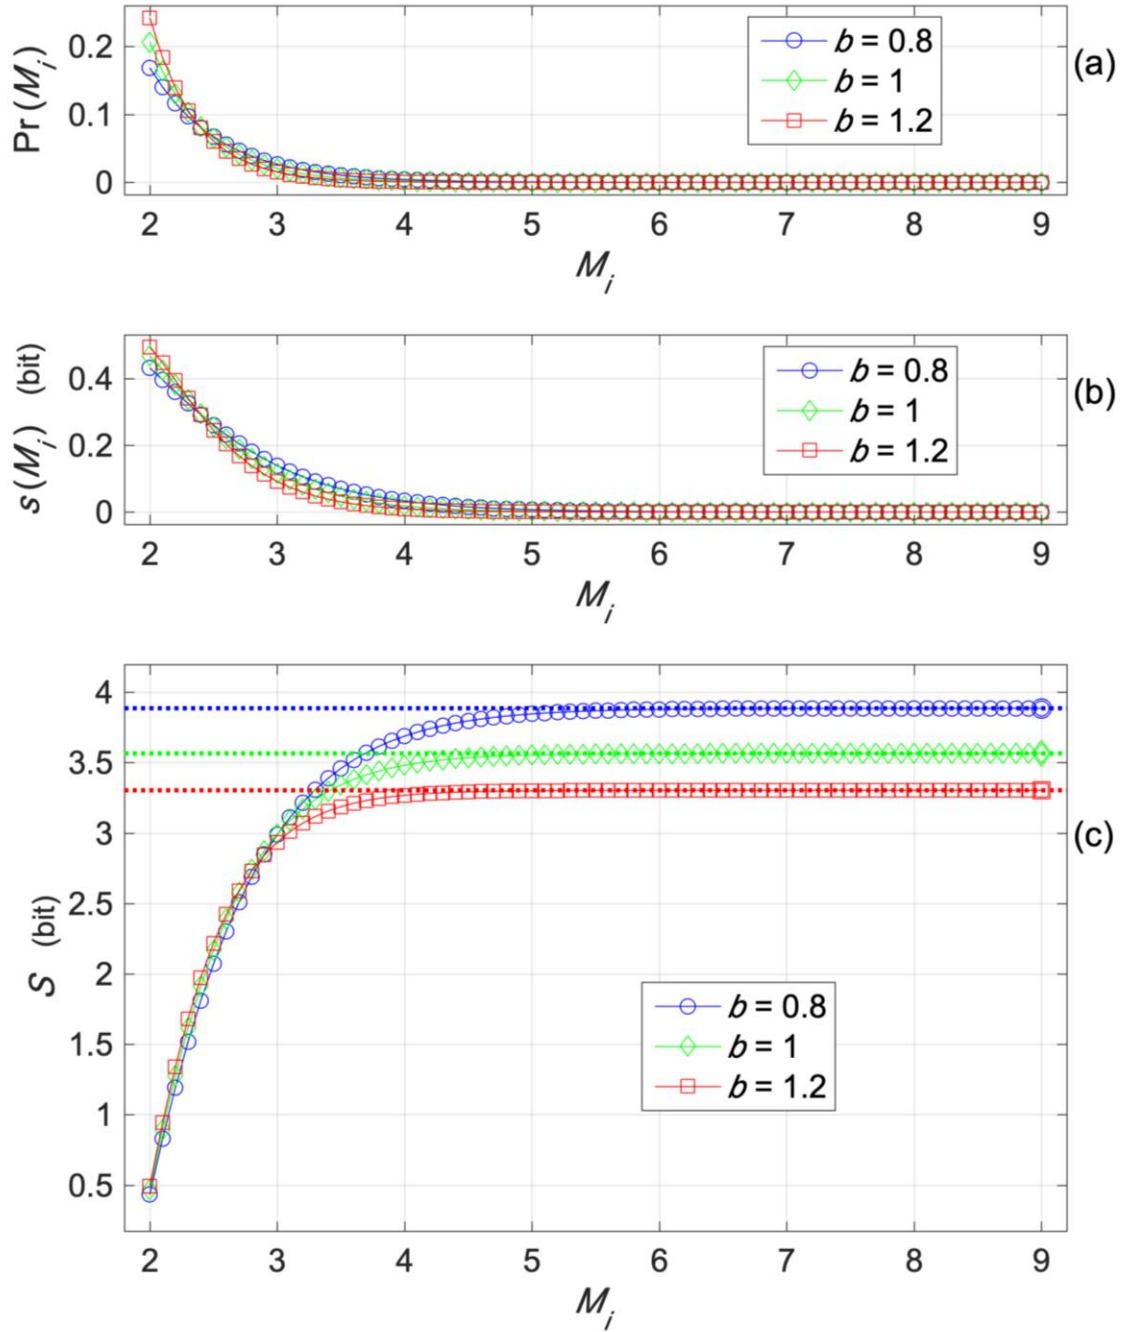 Pr(M_i)
0.2
0.1
0
b = 0.8
b = 1
b = 1.2
(a)
2 3 4 5 6 7 8 9
M_i
s(M_i) (bit)
0.4
0.2
0
b = 0.8
b = 1
b = 1.2
(b)
2 3 4 5 6 7 8 9
M_i
S (bit)
4
3.5
3
2.5
2
1.5
1
0.5
b = 0.8
b = 1
b = 1.2
(c)
2 3 4 5 6 7 8 9
M_i